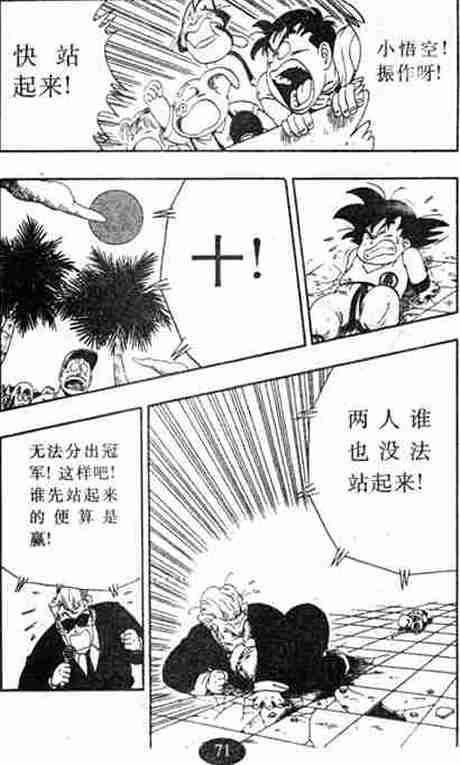 小悟空！
振作呀！
快站
起来！
十！
两人谁
也没法
站起来！
无法分出冠
军！这样吧！
谁先站起来
的便算是
赢！
71